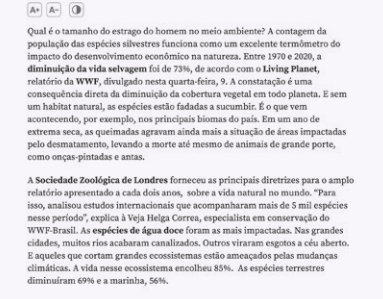 A+ A-
Qual é o tamanho do estrago do homem no meio ambiente? A contagem da
população das espécies silvestres funciona como um excelente termômetro do
impacto do desenvolvimento econômico na natureza. Entre 1970 e 2020, a
diminuição da vida selvagem foi de 73%, de acordo com o Living Planet,
relatório da WWF, divulgado nesta quarta-feira, 9. A constatação é uma
consequência direta da diminuição da cobertura vegetal em todo planeta. E sem
um habitat natural, as espécies estão fadadas a sucumbir. É o que vem
acontecendo, por exemplo, nos principais biomas do país. Em um ano de
extrema seca, as queimadas agravam ainda mais a situação de áreas impactadas
pelo desmatamento, levando a morte até mesmo de animais de grande porte,
como onças-pintadas e antas.
A Sociedade Zoológica de Londres forneceu as principais diretrizes para o amplo
relatório apresentado a cada dois anos, sobre a vida natural no mundo. “Para
isso, analisou estudos internacionais que acompanharam mais de 5 mil espécies
nesse período”, explica à Veja Helga Correa, especialista em conservação do
WWF-Brasil. As espécies de água doce foram as mais impactadas. Nas grandes
cidades, muitos rios acabaram canalizados. Outros viraram esgotos a céu aberto.
E aqueles que cortam grandes ecossistemas estão ameaçados pelas mudanças
climáticas. A vida nesse ecossistema encolheu 85%. As espécies terrestres
diminuíram 69% e a marinha, 56%.